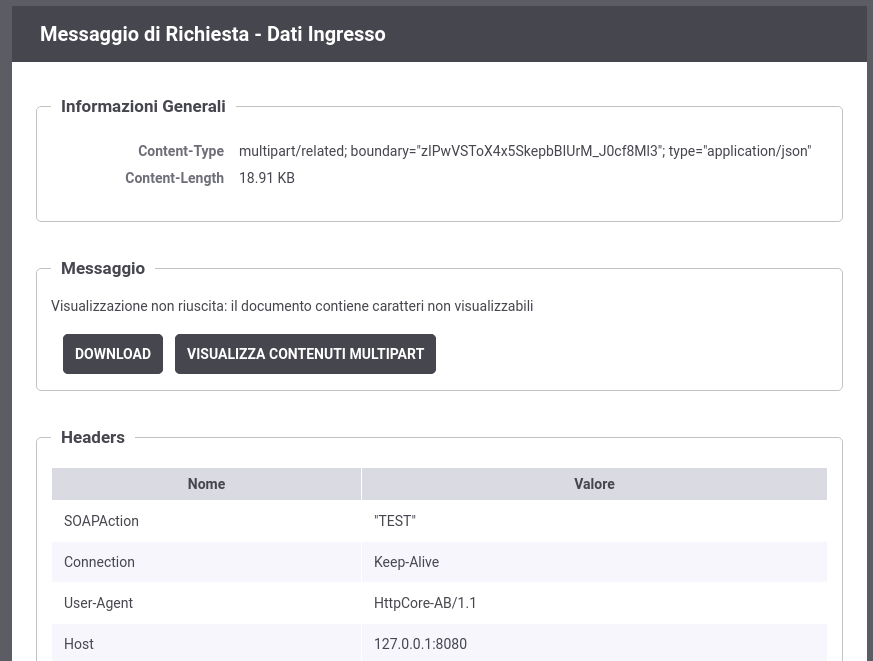 Messaggio di Richiesta - Dati Ingresso
Informazioni Generali
Content-Type multipart/related; boundary="zIPwVSToX4x5SkepbBIUrM_J0cf8MI3"; type="application/json"
Content-Length 18.91 KB
Messaggio
Visualizzazione non riuscita: il documento contiene caratteri non visualizzabili
DOWNLOAD VISUALIZZA CONTENUTI MULTIPART
Headers
Nome Valore
SOAPAction "TEST"
Connection Keep-Alive
User-Agent HttpCore-AB/1.1
Host 127.0.0.1:8080